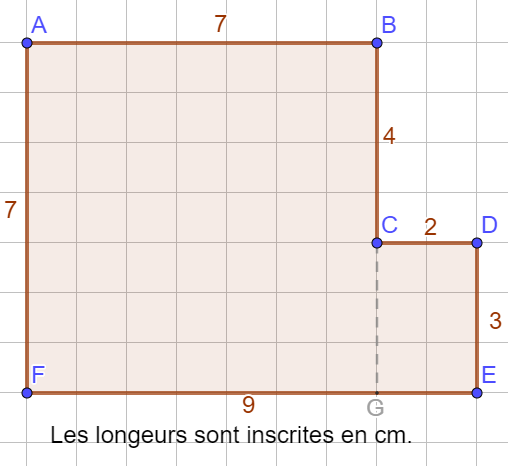 A 7 B
4
7
C 2 D
3
F E
9 G
Les longeurs sont inscrites en cm.